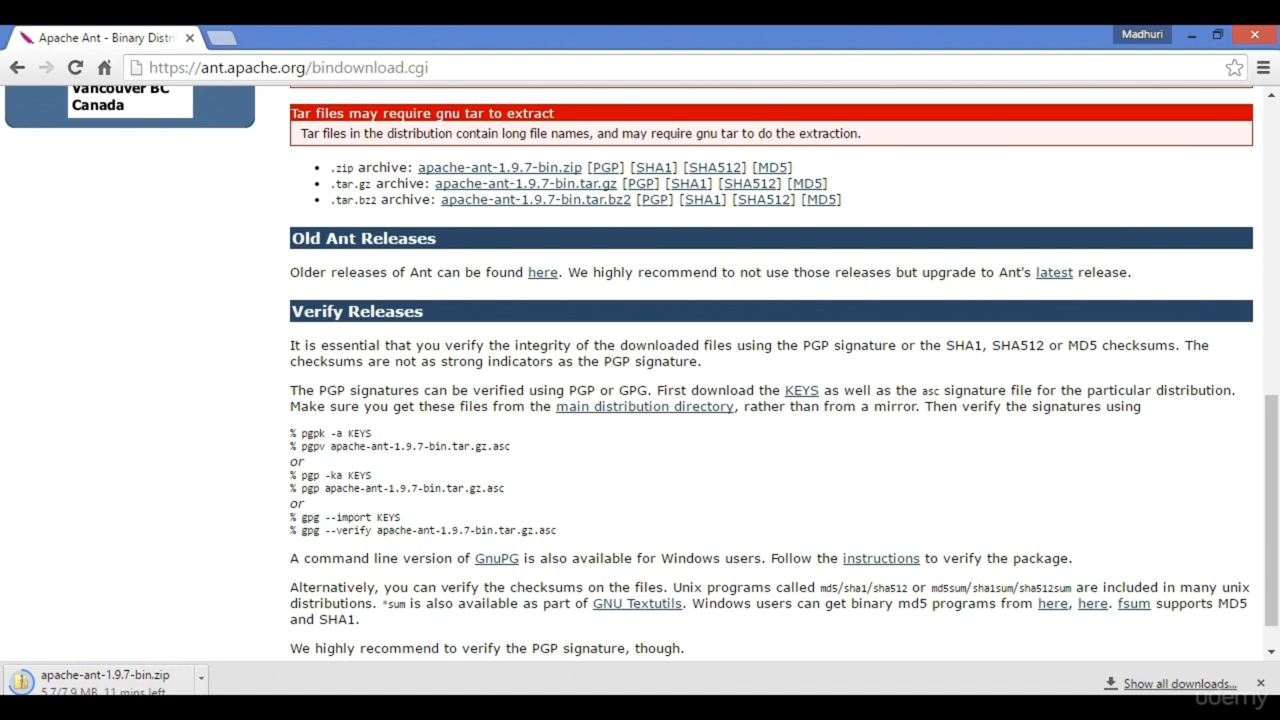 Apache Ant - Binary Distri
Madhuri
https://ant.apache.org/bindownload.cgi
Vancouver BC
Canada
Tar files may require gnu tar to extract
Tar files in the distribution contain long file names, and may require gnu tar to do the extraction.
• .zip archive: apache-ant-1.9.7-bin.zip [PGP] [SHA1] [SHA512] [MD5]
• .tar.gz archive: apache-ant-1.9.7-bin.tar.gz [PGP] [SHA1] [SHA512] [MD5]
• .tar.bz2 archive: apache-ant-1.9.7-bin.tar.bz2 [PGP] [SHA1] [SHA512] [MD5]
Old Ant Releases
Older releases of Ant can be found here. We highly recommend to not use those releases but upgrade to Ant's latest release.
Verify Releases
It is essential that you verify the integrity of the downloaded files using the PGP signature or the SHA1, SHA512 or MD5 checksums. The
checksums are not as strong indicators as the PGP signature.
The PGP signatures can be verified using PGP or GPG. First download the KEYS as well as the asc signature file for the particular distribution.
Make sure you get these files from the main distribution directory, rather than from a mirror. Then verify the signatures using
% pgpk -a KEYS
% pgpv apache-ant-1.9.7-bin.tar.gz.asc
or
% pgp -ka KEYS
% pgp apache-ant-1.9.7-bin.tar.gz.asc
or
% gpg --import KEYS
% gpg --verify apache-ant-1.9.7-bin.tar.gz.asc
A command line version of GnuPG is also available for Windows users. Follow the instructions to verify the package.
Alternatively, you can verify the checksums on the files. Unix programs called md5/sha1/sha512 or md5sum/sha1sum/sha512sum are included in many unix
distributions. *sum is also available as part of GNU Textutils. Windows users can get binary md5 programs from here, here. fsum supports MD5
and SHA1.
We highly recommend to verify the PGP signature, though.
apache-ant-1.9.7-bin.zip
5.7/7.9 MB, 11 mins left
Show all downloads...
udemy